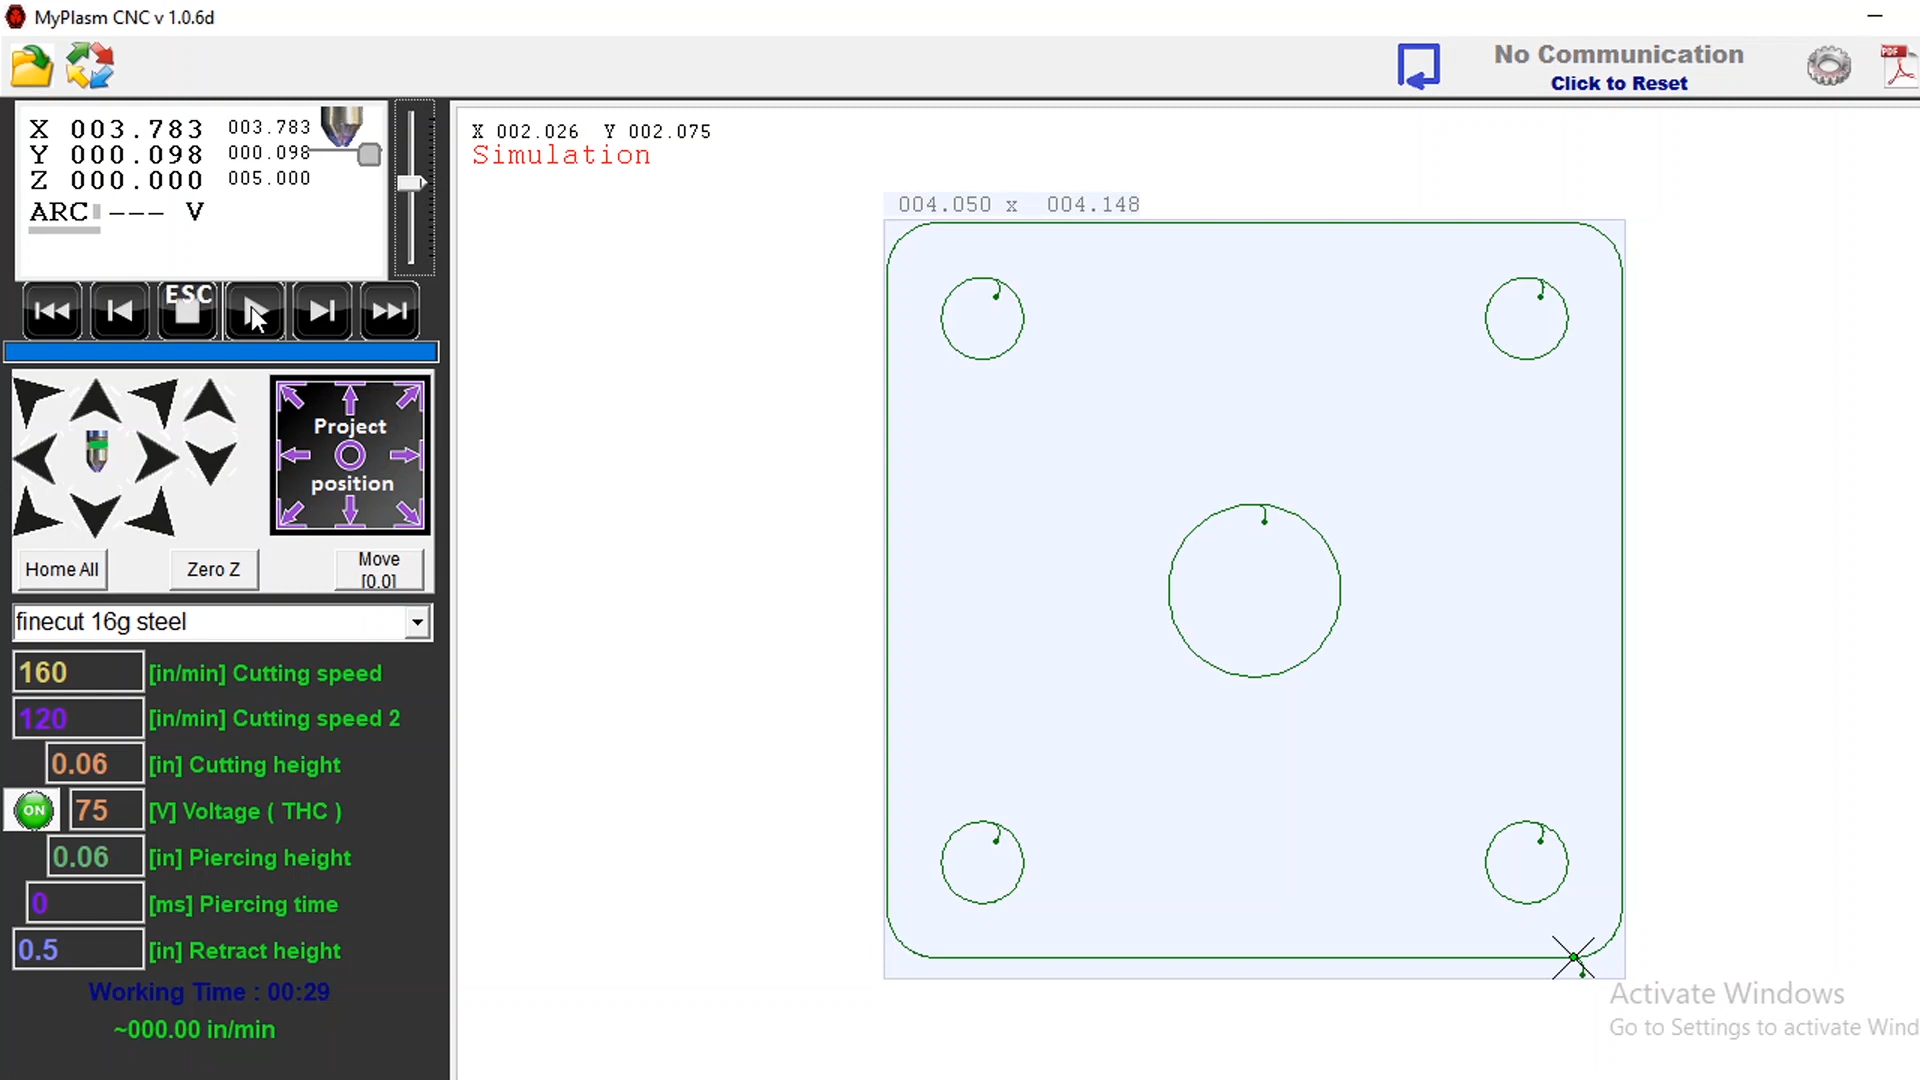 MyPlasm CNC v 1.0.6d
No Communication
Click to Reset
PDF
X 003.783 003.783
Y 000.098 000.098
Z 000.000 005.000
ARC --- V
X 002.026 Y 002.075
Simulation
004.050 x 004.148
ESC
Project
position
Home All
Zero Z
Move
[0,0]
finecut 16g steel
160 [in/min] Cutting speed
120 [in/min] Cutting speed 2
0.06 [in] Cutting height
ON 75 [V] Voltage ( THC )
0.06 [in] Piercing height
0 [ms] Piercing time
0.5 [in] Retract height
Working Time : 00:29
~000.00 in/min
Activate Windows
Go to Settings to activate Wind